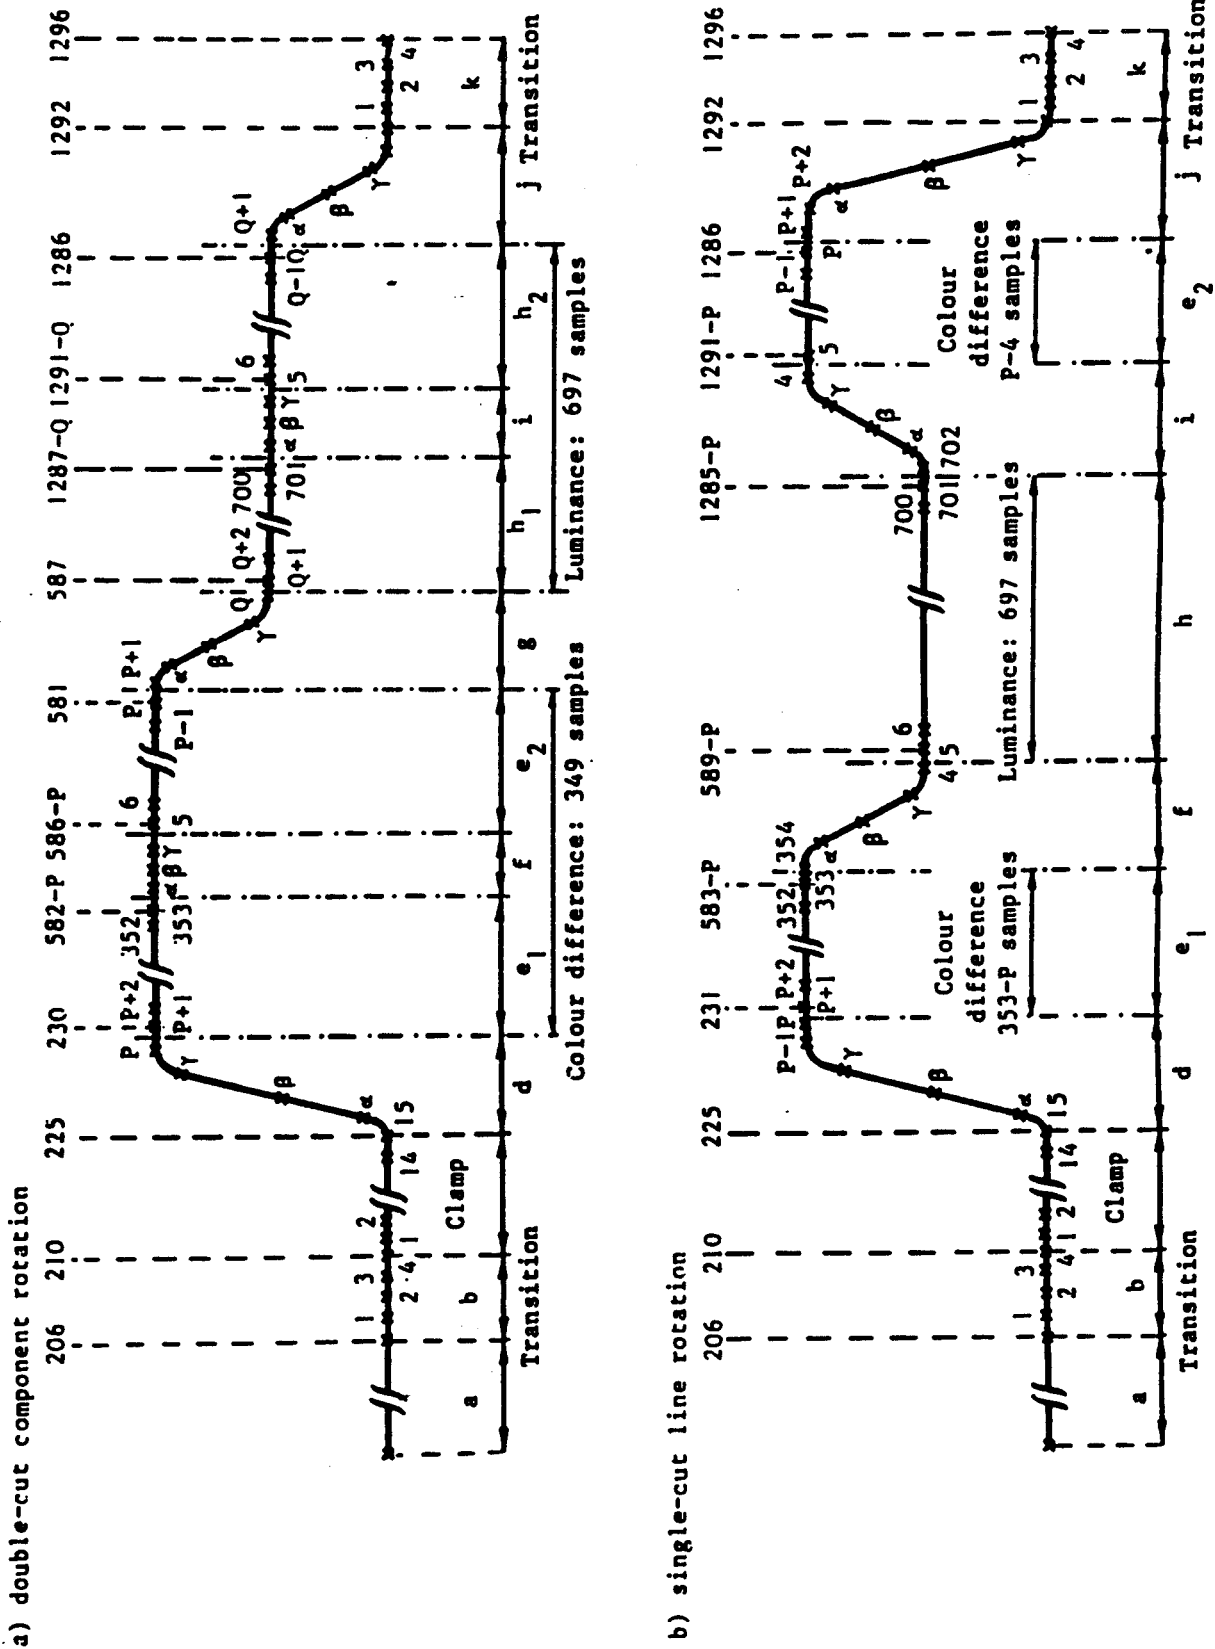 a) double-cut component rotation
206 210 225 230 582-P 586-P 581 587 1287-Q 1291-Q 1286 1292 1296
P P+2 352 6 P P+1
P+1 353 α β γ 5 P-1
γ
β
α
α
β
γ
Q Q+2 700 6 Q+1
Q+1 701 α β γ 5 Q-1 Q
α
β
γ
1 3 2 1 3
2 4 1 14 15 2 4
Clamp
a b d e1 f e2 g h1 i h2 j k
Transition Transition
Colour difference: 349 samples Luminance: 697 samples
b) single-cut line rotation
206 210 225 231 583-P 589-P 1285-P 1291-P 1286 1292 1296
P-1 P P+2 352 354 4 P-1 P+1 P+2
P+1 353 5 P
γ
β
α
α
β
γ
6 700
4 5 701 702
α
β
γ
α
β
γ
1 3 1 3
2 4 1 2 14 15 2 4
Clamp
Colour
difference
353-P samples
Luminance: 697 samples
Colour
difference
P-4 samples
a b d e1 f h i e2 j k
Transition Transition